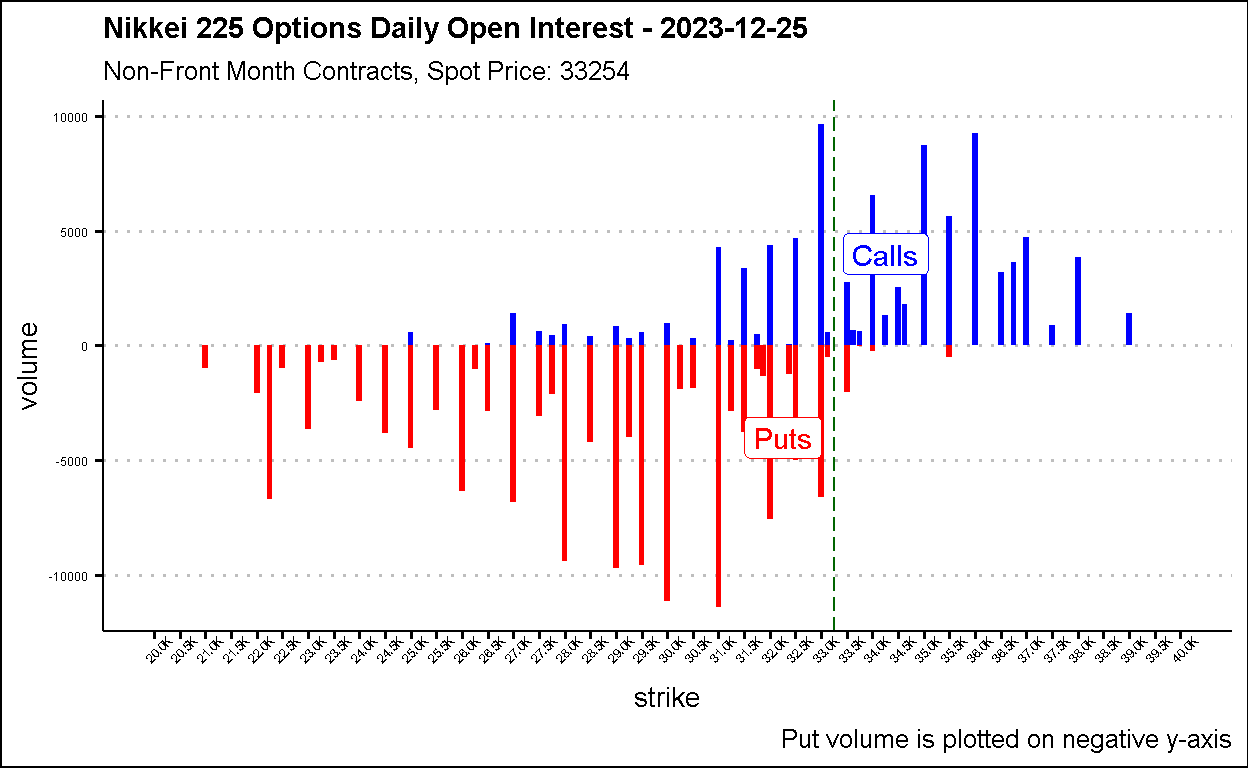 Nikkei 225 Options Daily Open Interest - 2023-12-25
Non-Front Month Contracts, Spot Price: 33254
10000
5000
0
-5000
-10000
volume
Calls
Puts
20.0K 20.5K 21.0K 21.5K 22.0K 22.5K 23.0K 23.5K 24.0K 24.5K 25.0K 25.5K 26.0K 26.5K 27.0K 27.5K 28.0K 28.5K 29.0K 29.5K 30.0K 30.5K 31.0K 31.5K 32.0K 32.5K 33.0K 33.5K 34.0K 34.5K 35.0K 35.5K 36.0K 36.5K 37.0K 37.5K 38.0K 38.5K 39.0K 39.5K 40.0K
strike
Put volume is plotted on negative y-axis